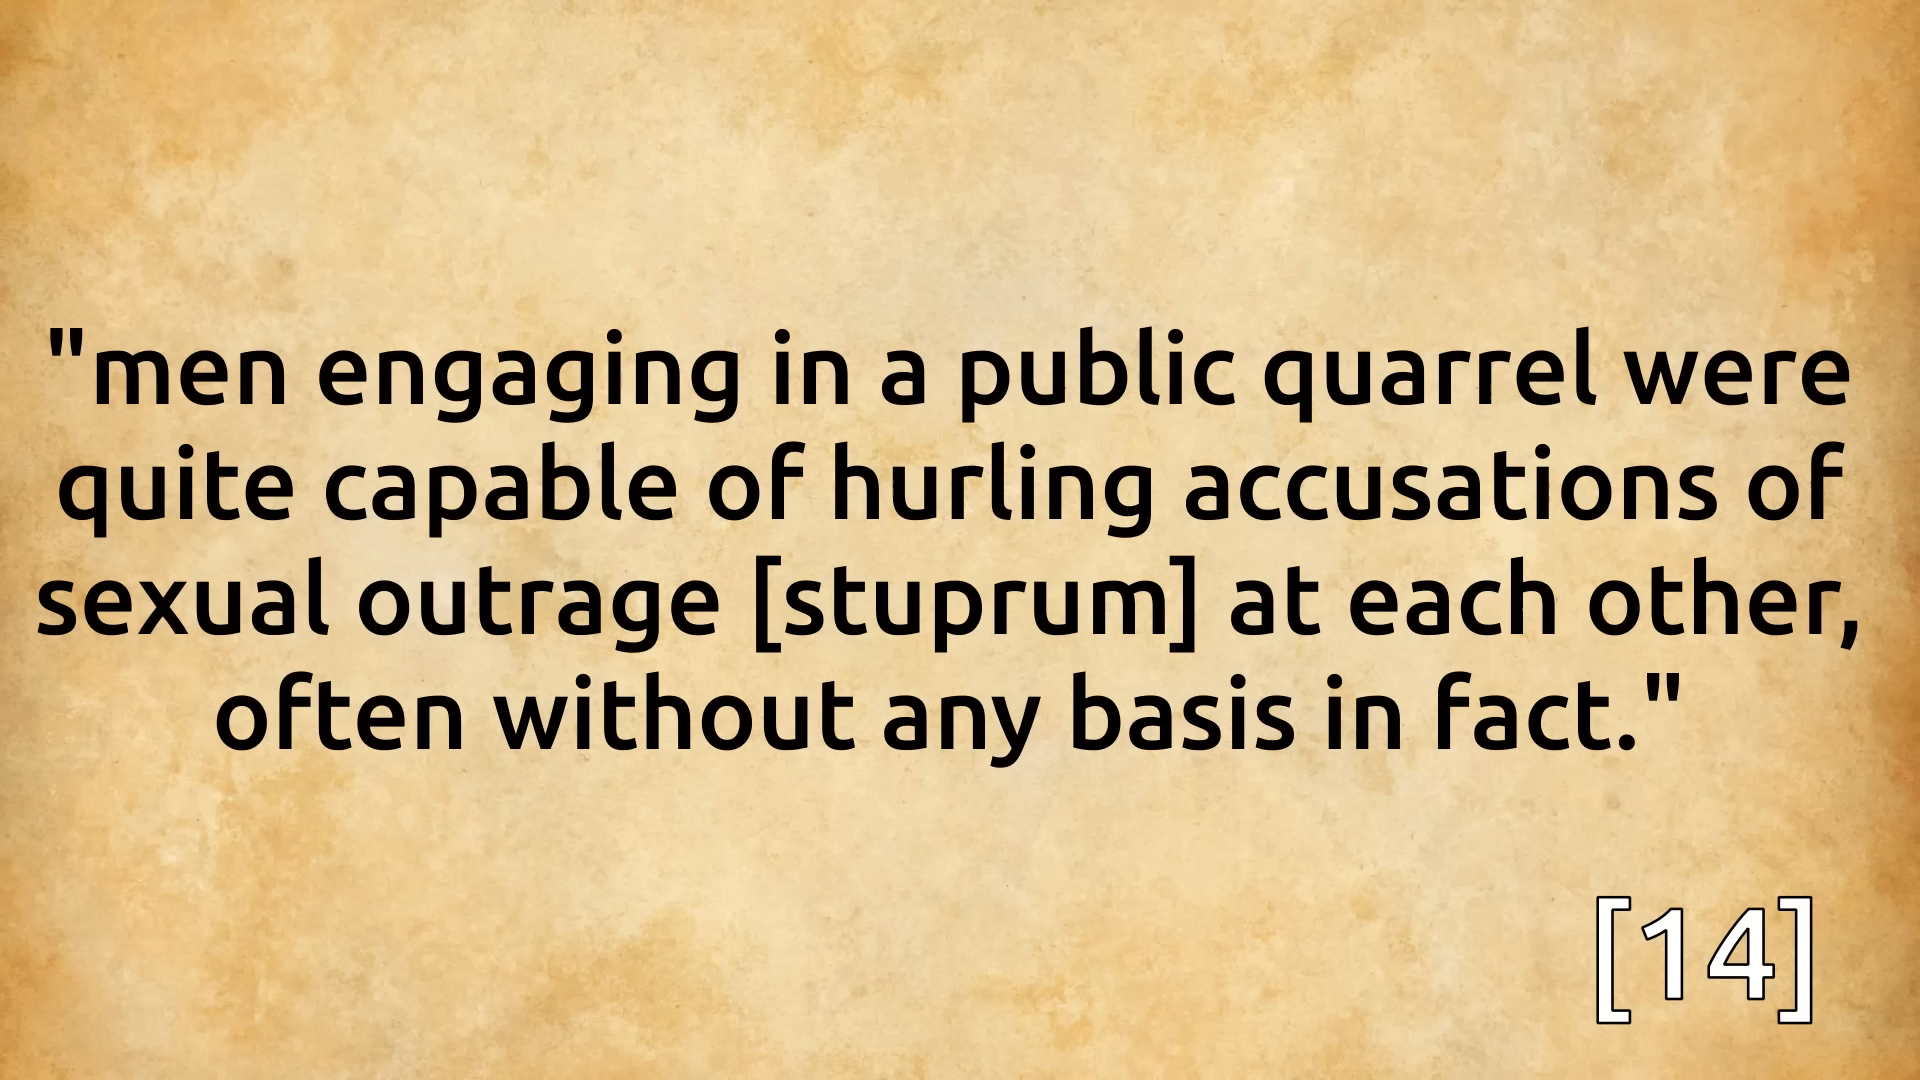 "men engaging in a public quarrel were
quite capable of hurling accusations of
sexual outrage [stuprum] at each other,
often without any basis in fact."
[14]